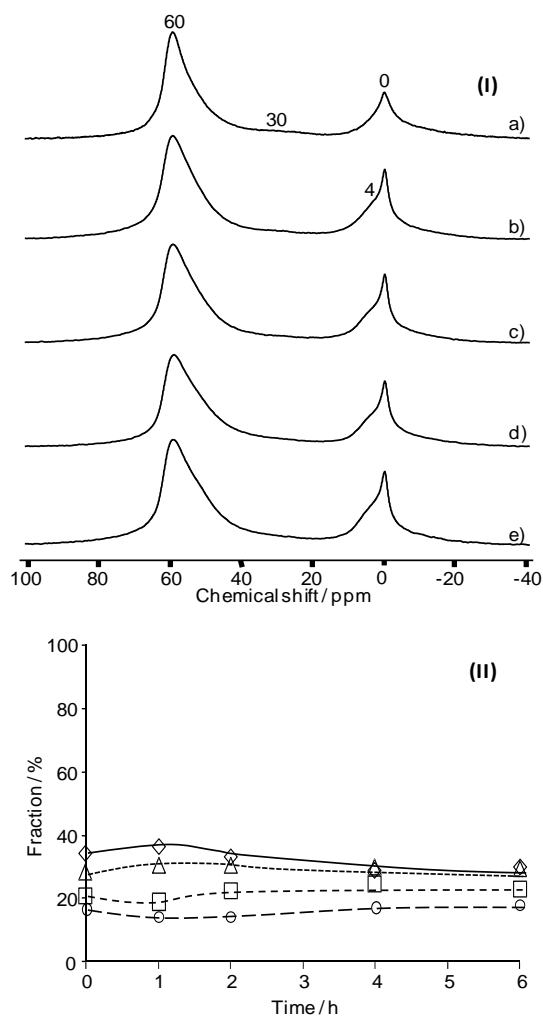 60
0
(I)
30
a)
4
b)
c)
d)
e)
100 80 60 40 20 0 -20 -40
Chemical shift / ppm
(II)
100
80
60
40
20
0
Fraction / %
0 1 2 3 4 5 6
Time / h